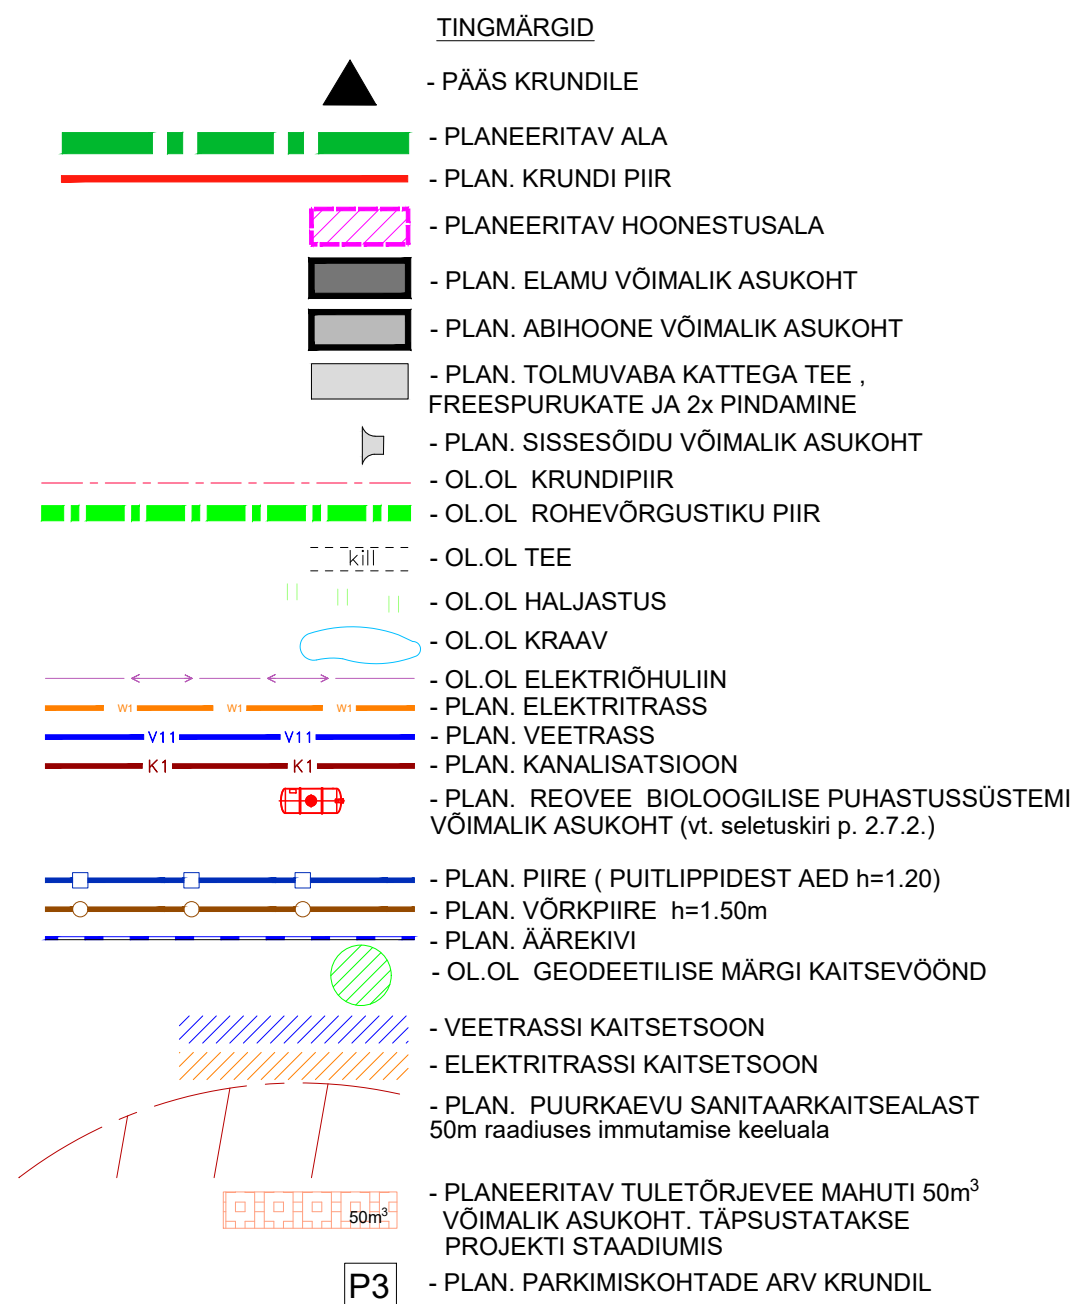 TINGMÄRGID
- PÄÄS KRUNDILE
- PLANEERITAV ALA
- PLAN. KRUNDI PIIR
- PLANEERITAV HOONESTUSALA
- PLAN. ELAMU VÕIMALIK ASUKOHT
- PLAN. ABIHOONE VÕIMALIK ASUKOHT
- PLAN. TOLMUVABA KATTEGA TEE ,
FREESPURUKATE JA 2x PINDAMINE
- PLAN. SISSESÕIDU VÕIMALIK ASUKOHT
- OL.OL KRUNDIPIIR
- OL.OL ROHEVÕRGUSTIKU PIIR
kill - OL.OL TEE
- OL.OL HALJASTUS
- OL.OL KRAAV
- OL.OL ELEKTRIÕHULIIN
W1 W1 W1 - PLAN. ELEKTRITRASS
V11 V11 - PLAN. VEETRASS
K1 K1 - PLAN. KANALISATSIOON
- PLAN. REOVEE BIOLOOGILISE PUHASTUSSÜSTEMI
VÕIMALIK ASUKOHT (vt. seletuskiri p. 2.7.2.)
- PLAN. PIIRE ( PUITLIPPIDEST AED h=1.20)
- PLAN. VÕRKPIIRE h=1.50m
- PLAN. ÄÄREKIVI
- OL.OL GEODEETILISE MÄRGI KAITSEVÖÖND
- VEETRASSI KAITSETSOON
- ELEKTRITRASSI KAITSETSOON
- PLAN. PUURKAEVU SANITAARKAITSEALAST
50m raadiuses immutamise keeluala
- PLANEERITAV TULETÕRJEVEE MAHUTI 50m³
50m³ VÕIMALIK ASUKOHT. TÄPSUSTATAKSE
PROJEKTI STAADIUMIS
P3 - PLAN. PARKIMISKOHTADE ARV KRUNDIL